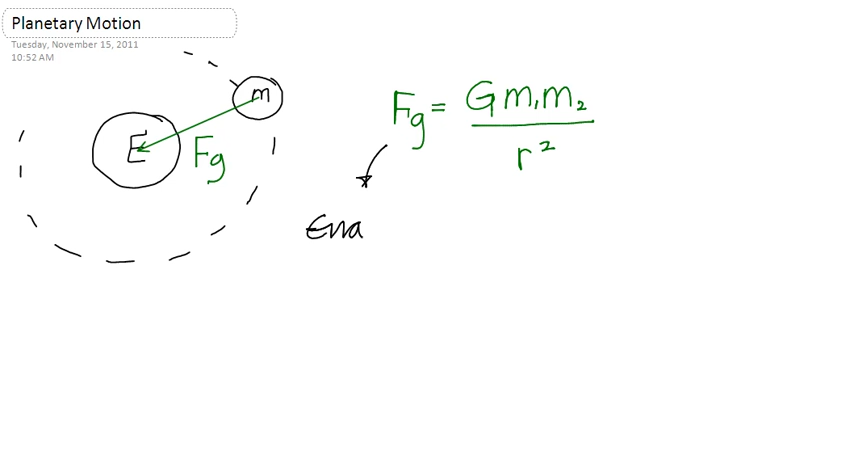 Planetary Motion
Tuesday, November 15, 2011
10:52 AM
m
E
Fg
Fg = Gm₁m₂
r²